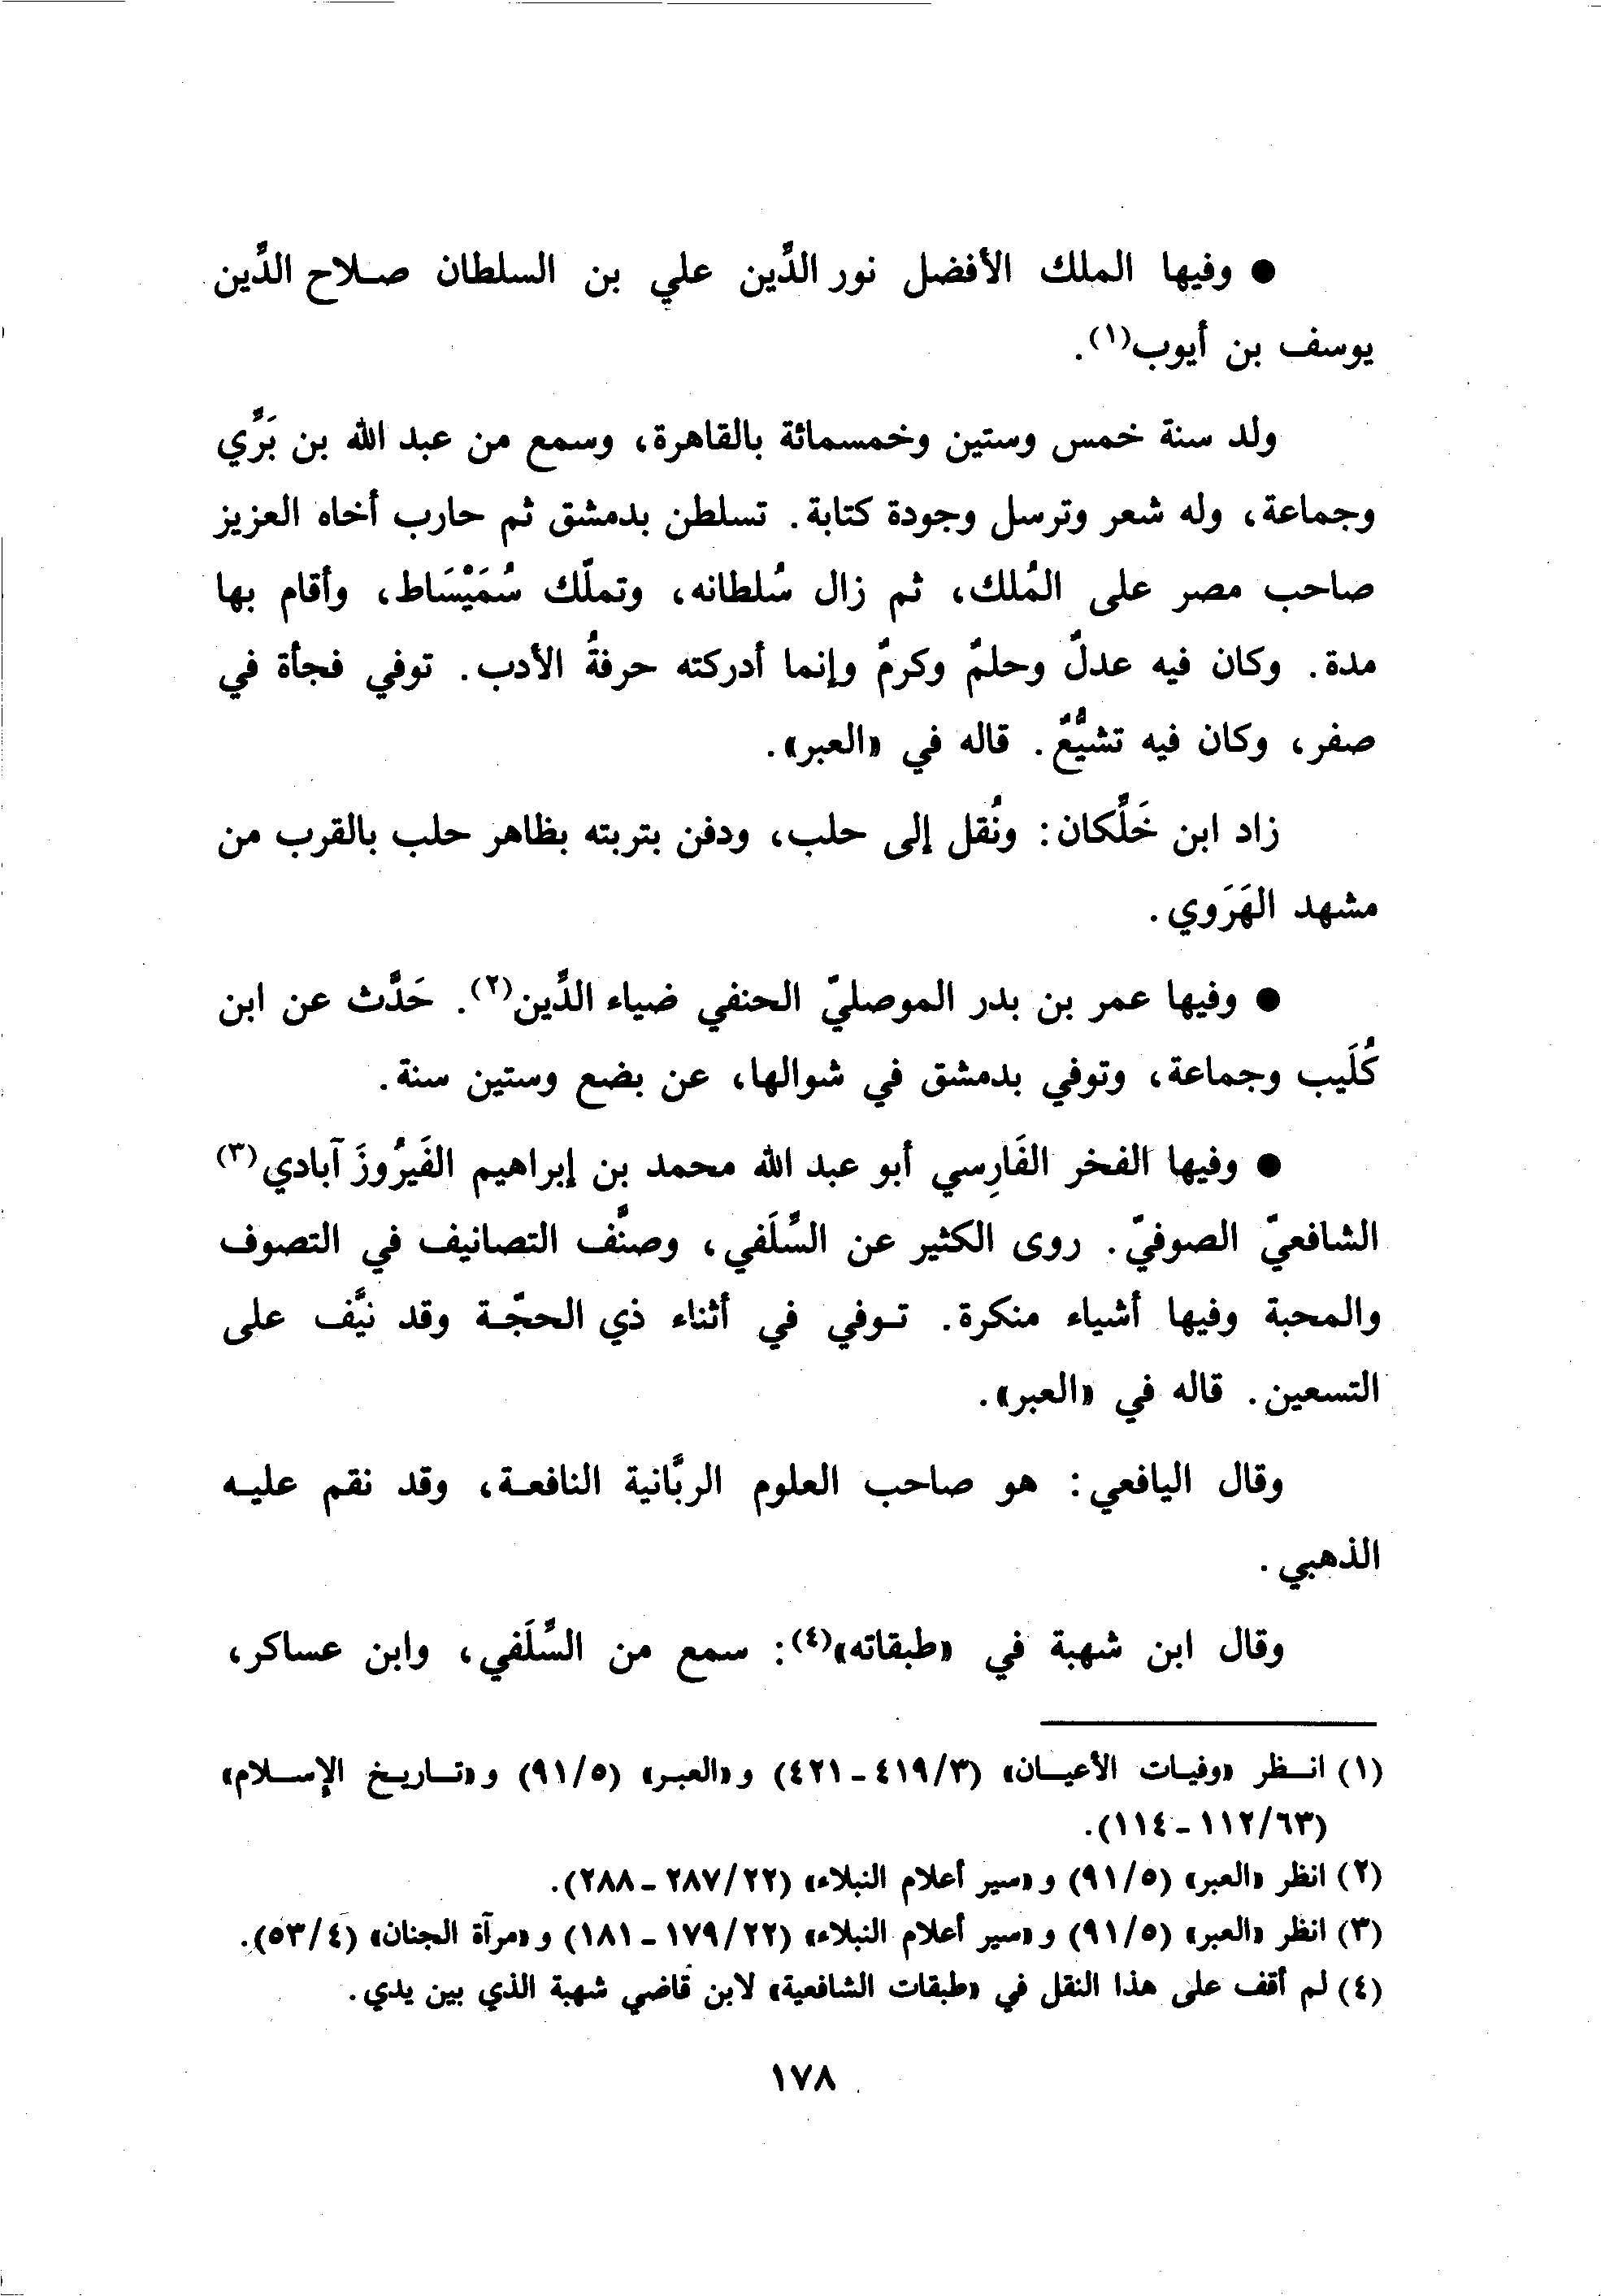 ● وفيها الملك الأفضل نور الدِّين علي بن السلطان صلاح الدِّين
يوسف بن أيوب(١).
ولد سنة خمس وستين وخمسمائة بالقاهرة، وسمع من عبد الله بن بَرِّي
وجماعة، وله شعر وترسل وجودة كتابة. تسلطن بدمشق ثم حارب أخاه العزيز
صاحب مصر على المُلك، ثم زال سُلطانه، وتملّك سُمَيْسَاط، وأقام بها
مدة. وكان فيه عدلٌ وحلمٌ وكرمٌ وإنما أدركته حرفةُ الأدب. توفي فجأة في
صفر، وكان فيه تشيُّعٌ. قاله في «العبر».
زاد ابن خَلِّكان: ونُقل إلى حلب، ودفن بتربته بظاهر حلب بالقرب من
مشهد الهَرَوي.
● وفيها عمر بن بدر الموصليّ الحنفي ضياء الدِّين(٢). حَدَّث عن ابن
كُلَيب وجماعة، وتوفي بدمشق في شوالها، عن بضع وستين سنة.
● وفيها الفخر الفَارِسي أبو عبد الله محمد بن إبراهيم الفَيرُوزَ آبادي(٣)
الشافعيّ الصوفيّ. روى الكثير عن السِّلَفي، وصنَّف التصانيف في التصوف
والمحبة وفيها أشياء منكرة. توفي في أثناء ذي الحجّة وقد نيَّف على
التسعين. قاله في «العبر».
وقال اليافعي: هو صاحب العلوم الربَّانية النافعة، وقد نقم عليه
الذهبي.
وقال ابن شهبة في «طبقاته»(٤): سمع من السِّلَفي، وابن عساكر،
(١) انظر «وفيات الأعيان» (٣/٤١٩ - ٤٢١) و«العبر» (٥/٩١) و«تاريخ الإسلام»
(٦٣/١١٢ - ١١٤).
(٢) انظر «العبر» (٥/٩١) و«سير أعلام النبلاء» (٢٢/٢٨٧ - ٢٨٨).
(٣) انظر «العبر» (٥/٩١) و«سير أعلام النبلاء» (٢٢/١٧٩ - ١٨١) و«مرآة الجنان» (٤/٥٣).
(٤) لم أقف على هذا النقل في «طبقات الشافعية» لابن قاضي شهبة الذي بين يدي.
١٧٨